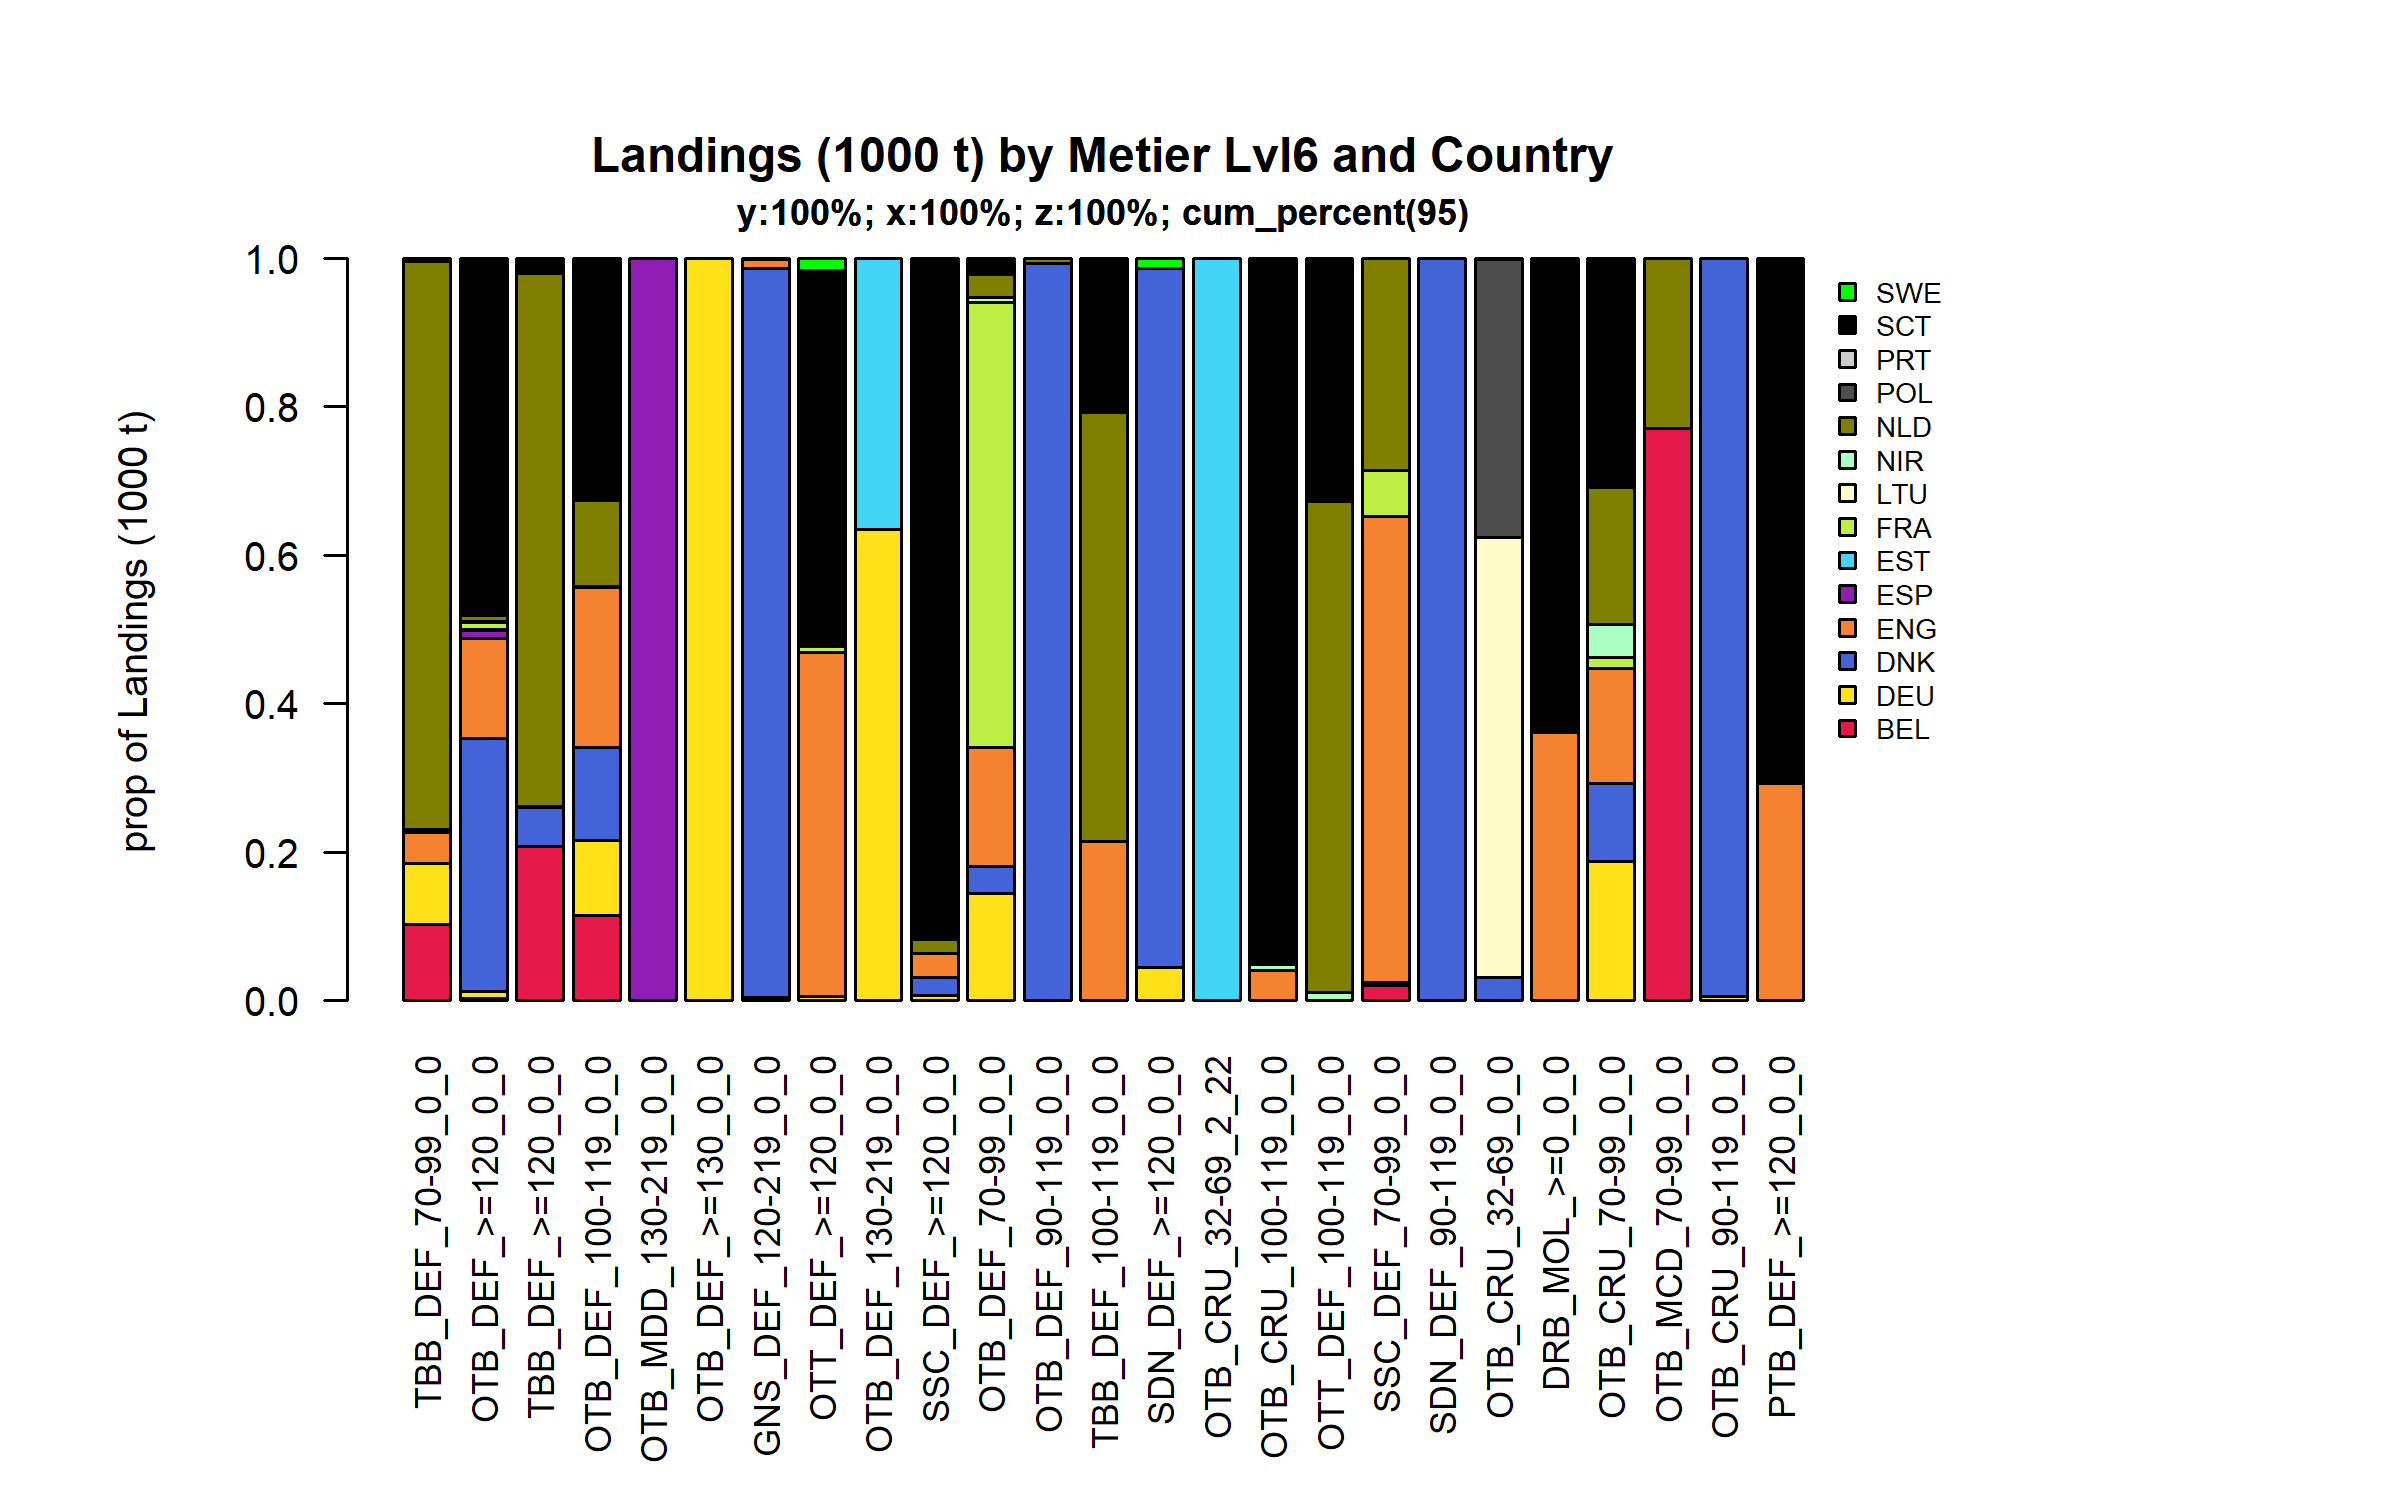 Landings (1000 t) by Metier Lvl6 and Country
y:100%; x:100%; z:100%; cum_percent(95)
prop of Landings (1000 t)
1.0
0.8
0.6
0.4
0.2
0.0
SWE
SCT
PRT
POL
NLD
NIR
LTU
FRA
EST
ESP
ENG
DNK
DEU
BEL
TBB_DEF_70-99_0_0
OTB_DEF_>=120_0_0
TBB_DEF_>=120_0_0
OTB_DEF_100-119_0_0
OTB_MDD_130-219_0_0
OTB_DEF_>=130_0_0
GNS_DEF_120-219_0_0
OTT_DEF_>=120_0_0
OTB_DEF_130-219_0_0
SSC_DEF_>=120_0_0
OTB_DEF_70-99_0_0
OTB_DEF_90-119_0_0
TBB_DEF_100-119_0_0
SDN_DEF_>=120_0_0
OTB_CRU_32-69_2_22
OTB_CRU_100-119_0_0
OTT_DEF_100-119_0_0
SSC_DEF_70-99_0_0
SDN_DEF_90-119_0_0
OTB_CRU_32-69_0_0
DRB_MOL_>=0_0_0
OTB_CRU_70-99_0_0
OTB_MCD_70-99_0_0
OTB_CRU_90-119_0_0
PTB_DEF_>=120_0_0